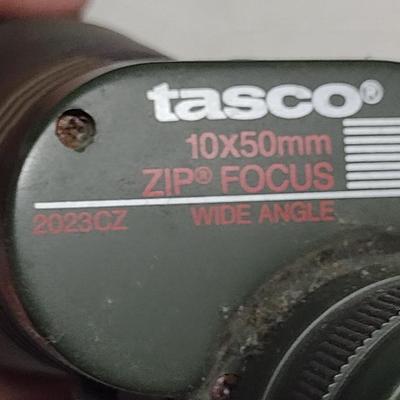 tasco®
10x50mm
ZIP® FOCUS
2023CZ WIDE ANGLE